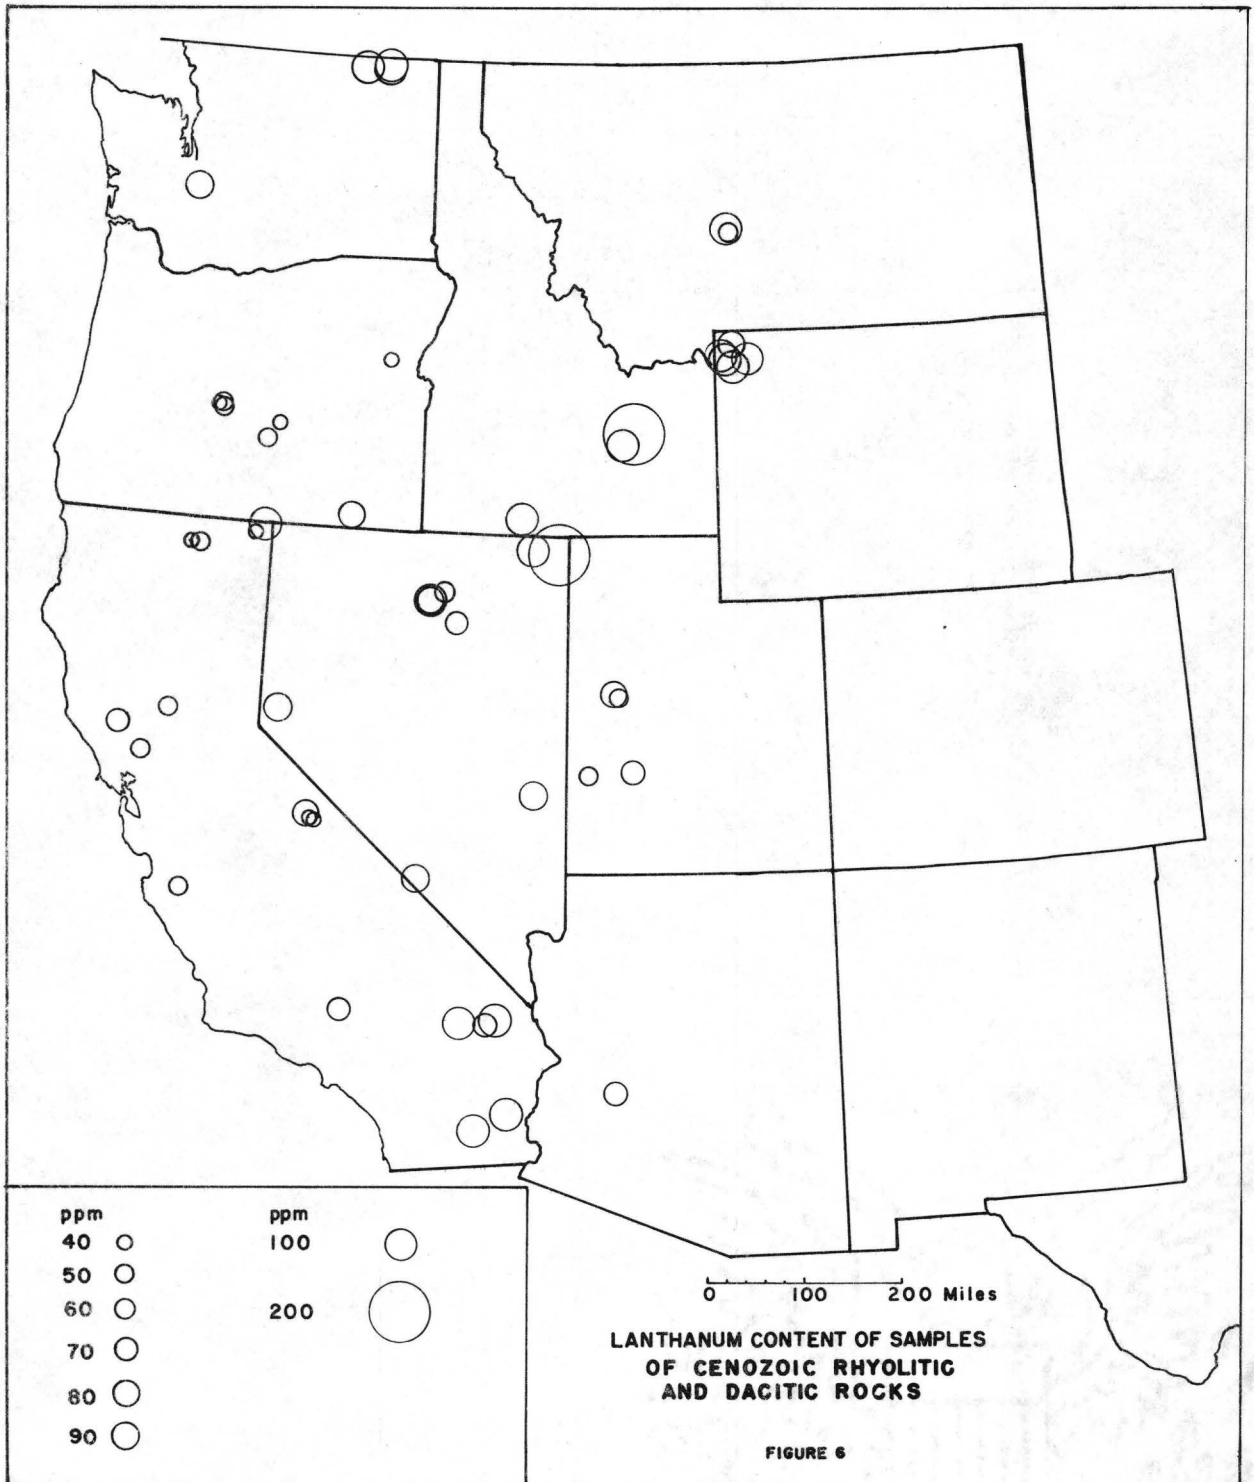 ppm ppm
40 100
50
60 200
70
80
90
0 100 200 Miles
LANTHANUM CONTENT OF SAMPLES
OF CENOZOIC RHYOLITIC
AND DACITIC ROCKS
FIGURE 6